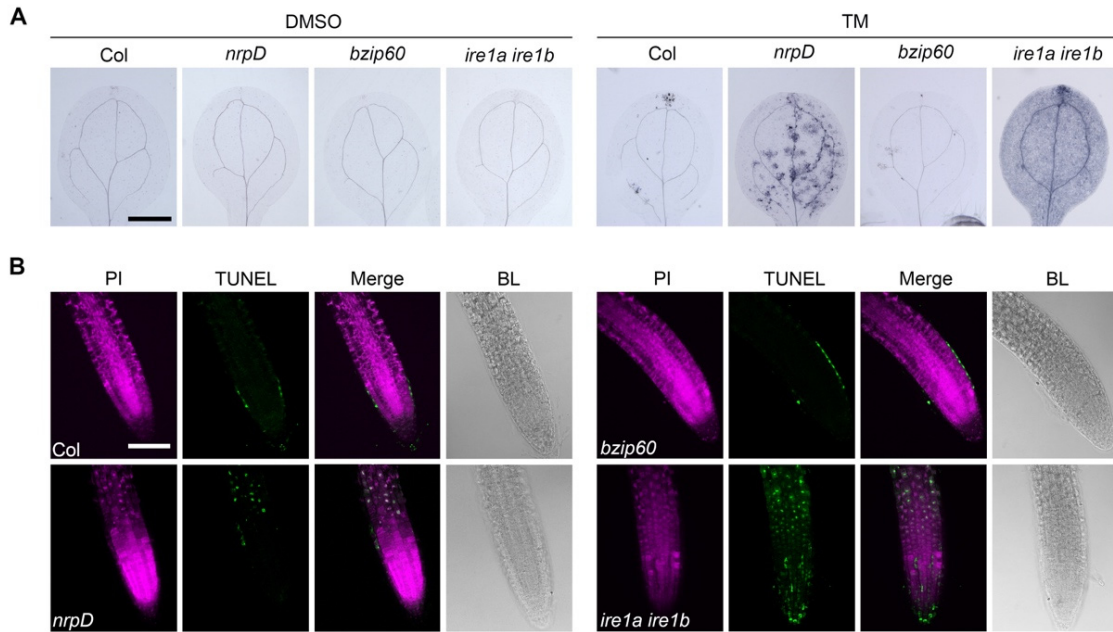 A
DMSO TM
Col nrpD bzip60 ire1a ire1b Col nrpD bzip60 ire1a ire1b
B
PI TUNEL Merge BL PI TUNEL Merge BL
Col bzip60
nrpD ire1a ire1b